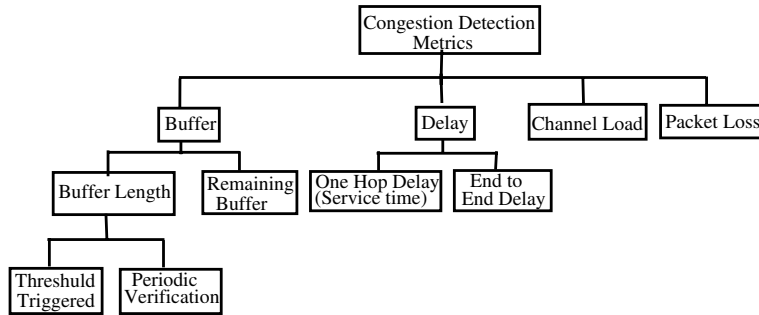 Congestion Detection
Metrics
Buffer
Delay
Channel Load
Packet Loss
Buffer Length
Remaining
Buffer
One Hop Delay
(Service time)
End to
End Delay
Threshuld
Triggered
Periodic
Verification